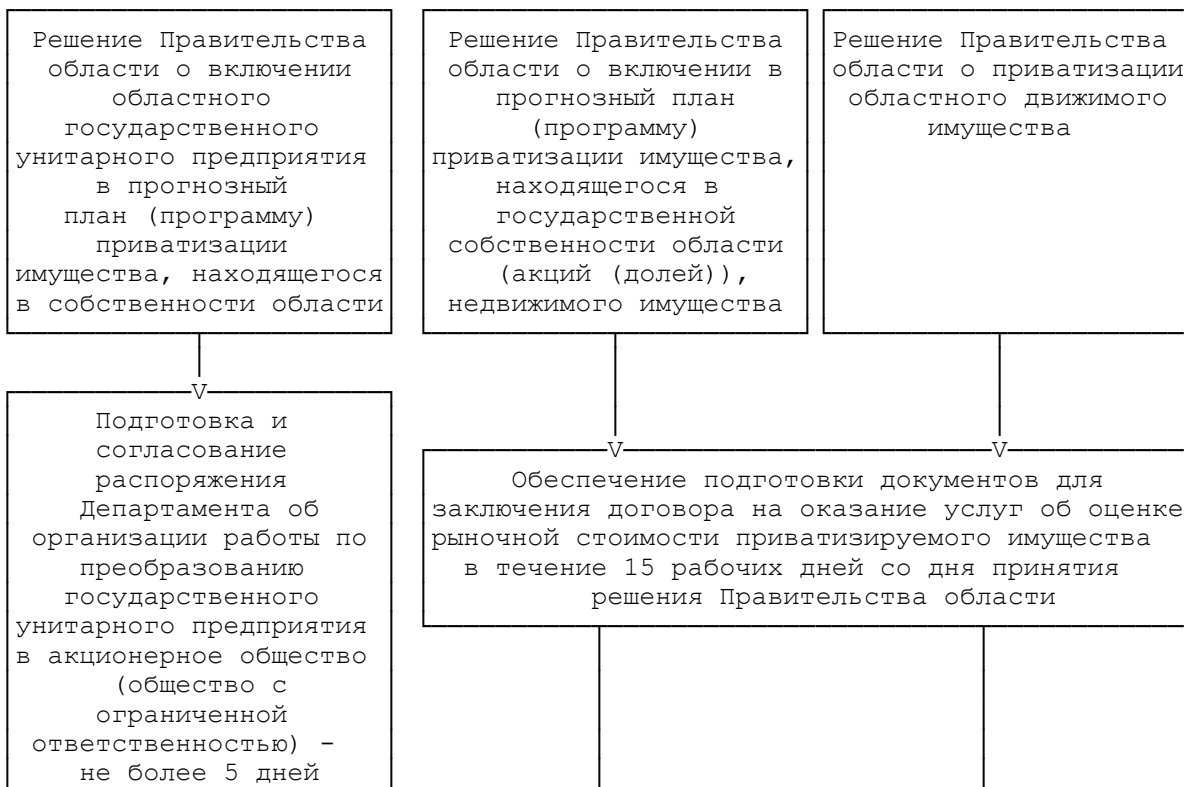 Решение Правительства
области о включении
областного
государственного
унитарного предприятия
в прогнозный
план (программу)
приватизации
имущества, находящегося
в собственности области
Решение Правительства
области о включении в
прогнозный план
(программу)
приватизации имущества,
находящегося в
государственной
собственности области
(акций (долей)),
недвижимого имущества
Решение Правительства
области о приватизации
областного движимого
имущества
Подготовка и
согласование
распоряжения
Департамента об
организации работы по
преобразованию
государственного
унитарного предприятия
в акционерное общество
(общество с
ограниченной
ответственностью) -
не более 5 дней
Обеспечение подготовки документов для
заключения договора на оказание услуг об оценке
рыночной стоимости приватизируемого имущества
в течение 15 рабочих дней со дня принятия
решения Правительства области